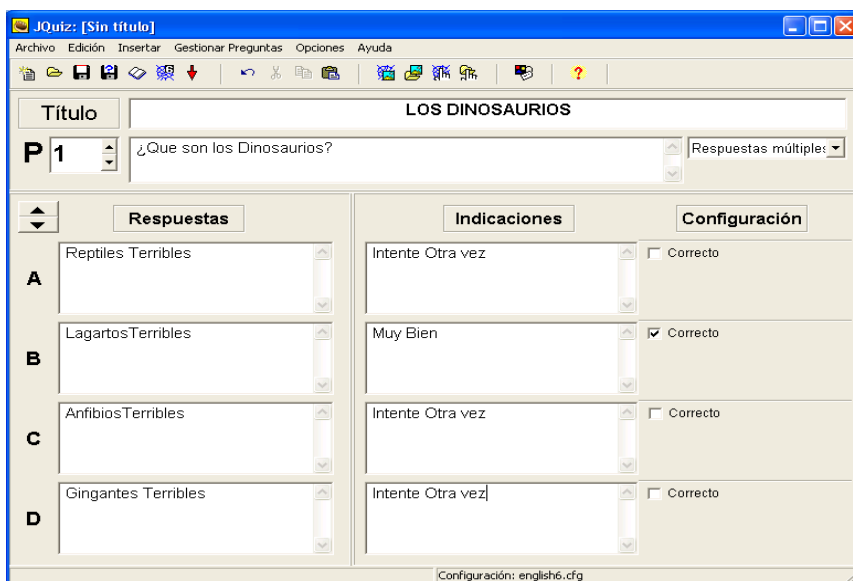 JQuiz: [Sin título]
Archivo Edición Insertar Gestionar Preguntas Opciones Ayuda
Título
LOS DINOSAURIOS
P 1
¿Que son los Dinosaurios?
Respuestas múltiples
Respuestas
Indicaciones
Configuración
A
Reptiles Terribles
Intente Otra vez
Correcto
B
LagartosTerribles
Muy Bien
Correcto
C
AnfibiosTerribles
Intente Otra vez
Correcto
D
Gingantes Terribles
Intente Otra vez
Correcto
Configuración: english6.cfg